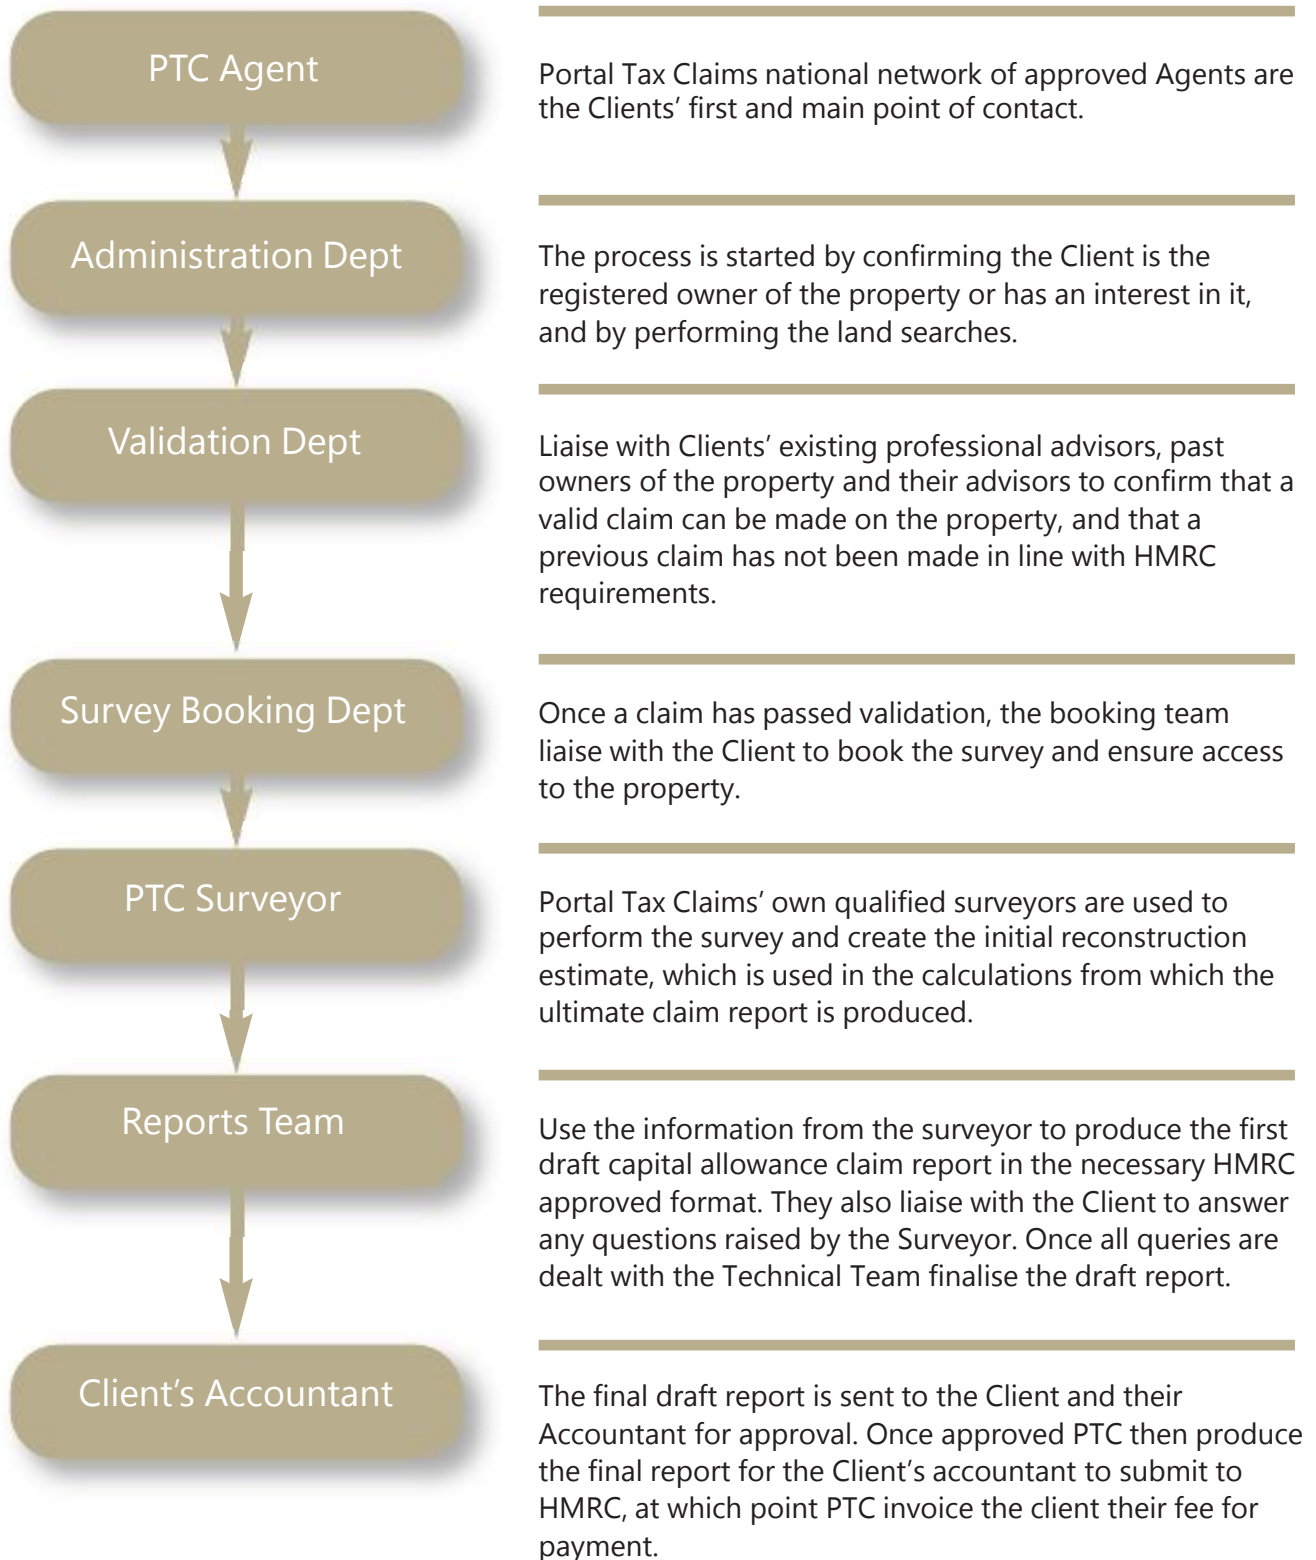 PTC Agent
Portal Tax Claims national network of approved Agents are
the Clients’ first and main point of contact.
Administration Dept
The process is started by confirming the Client is the
registered owner of the property or has an interest in it,
and by performing the land searches.
Validation Dept
Liaise with Clients’ existing professional advisors, past
owners of the property and their advisors to confirm that a
valid claim can be made on the property, and that a
previous claim has not been made in line with HMRC
requirements.
Survey Booking Dept
Once a claim has passed validation, the booking team
liaise with the Client to book the survey and ensure access
to the property.
PTC Surveyor
Portal Tax Claims’ own qualified surveyors are used to
perform the survey and create the initial reconstruction
estimate, which is used in the calculations from which the
ultimate claim report is produced.
Reports Team
Use the information from the surveyor to produce the first
draft capital allowance claim report in the necessary HMRC
approved format. They also liaise with the Client to answer
any questions raised by the Surveyor. Once all queries are
dealt with the Technical Team finalise the draft report.
Client’s Accountant
The final draft report is sent to the Client and their
Accountant for approval. Once approved PTC then produce
the final report for the Client’s accountant to submit to
HMRC, at which point PTC invoice the client their fee for
payment.